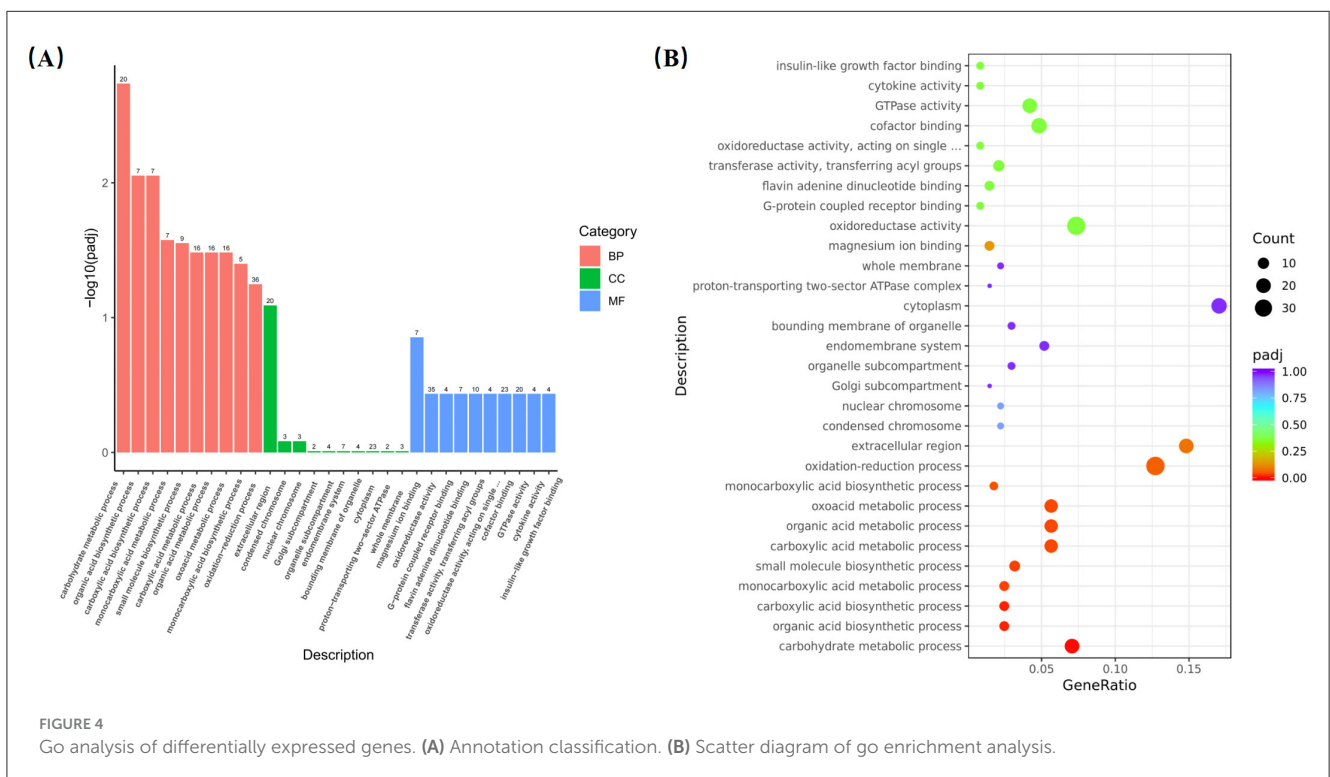 (A)
20
7
7
7
9
16
16
16
5
36
20
3
3
2
4
7
4
23
2
3
7
35
4
7
10
4
23
20
4
4
2
1
0
−log10(padj)
carbohydrate metabolic process
organic acid biosynthetic process
carboxylic acid biosynthetic process
monocarboxylic acid metabolic process
small molecule biosynthetic process
carboxylic acid metabolic process
organic acid metabolic process
oxoacid metabolic process
monocarboxylic acid biosynthetic process
oxidation-reduction process
extracellular region
condensed chromosome
nuclear chromosome
Golgi subcompartment
organelle subcompartment
endomembrane system
bounding membrane of organelle
cytoplasm
proton-transporting two-sector ATPase
whole membrane
magnesium ion binding
oxidoreductase activity
G-protein coupled receptor binding
flavin adenine dinucleotide binding
transferase activity, transferring acyl groups
oxidoreductase activity, acting on single ...
cofactor binding
GTPase activity
cytokine activity
insulin-like growth factor binding
Description
Category
BP
CC
MF
(B)
insulin-like growth factor binding
cytokine activity
GTPase activity
cofactor binding
oxidoreductase activity, acting on single ...
transferase activity, transferring acyl groups
flavin adenine dinucleotide binding
G-protein coupled receptor binding
oxidoreductase activity
magnesium ion binding
whole membrane
proton-transporting two-sector ATPase complex
cytoplasm
bounding membrane of organelle
endomembrane system
organelle subcompartment
Golgi subcompartment
nuclear chromosome
condensed chromosome
extracellular region
oxidation-reduction process
monocarboxylic acid biosynthetic process
oxoacid metabolic process
organic acid metabolic process
carboxylic acid metabolic process
small molecule biosynthetic process
monocarboxylic acid metabolic process
carboxylic acid biosynthetic process
organic acid biosynthetic process
carbohydrate metabolic process
Description
0.05
0.10
0.15
GeneRatio
Count
10
20
30
padj
1.00
0.75
0.50
0.25
0.00
FIGURE 4
Go analysis of differentially expressed genes. (A) Annotation classification. (B) Scatter diagram of go enrichment analysis.